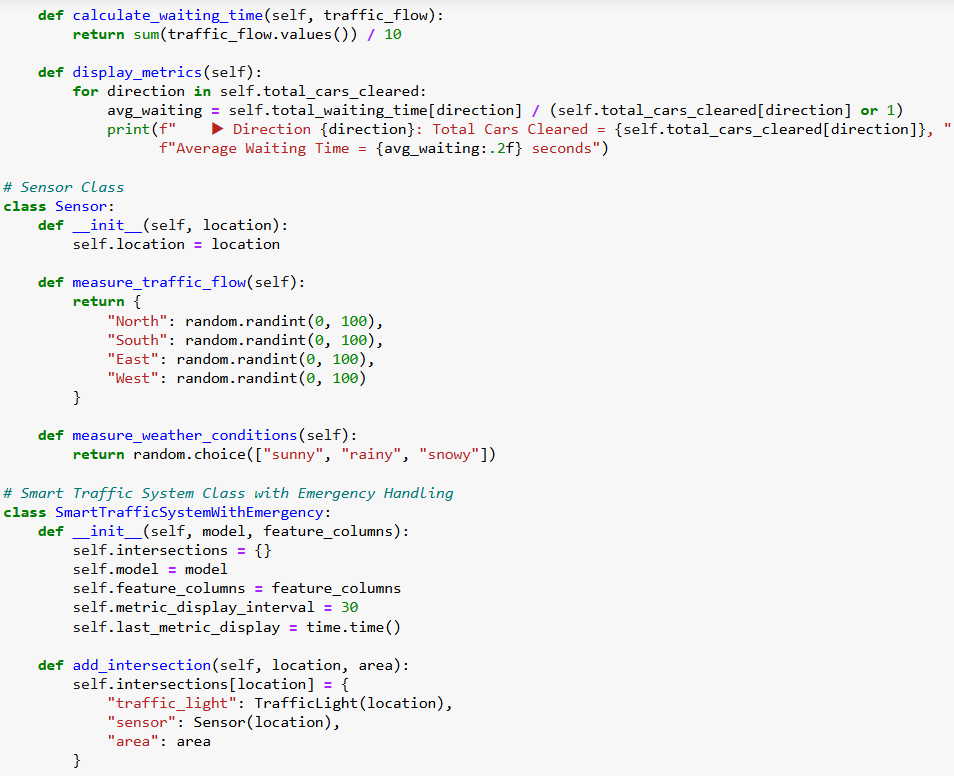 def calculate_waiting_time(self, traffic_flow):
        return sum(traffic_flow.values()) / 10

    def display_metrics(self):
        for direction in self.total_cars_cleared:
            avg_waiting = self.total_waiting_time[direction] / (self.total_cars_cleared[direction] or 1)
            print(f"    ▶ Direction {direction}: Total Cars Cleared = {self.total_cars_cleared[direction]}, "
                  f"Average Waiting Time = {avg_waiting:.2f} seconds")

# Sensor Class
class Sensor:
    def __init__(self, location):
        self.location = location

    def measure_traffic_flow(self):
        return {
            "North": random.randint(0, 100),
            "South": random.randint(0, 100),
            "East": random.randint(0, 100),
            "West": random.randint(0, 100)
        }

    def measure_weather_conditions(self):
        return random.choice(["sunny", "rainy", "snowy"])

# Smart Traffic System Class with Emergency Handling
class SmartTrafficSystemWithEmergency:
    def __init__(self, model, feature_columns):
        self.intersections = {}
        self.model = model
        self.feature_columns = feature_columns
        self.metric_display_interval = 30
        self.last_metric_display = time.time()

    def add_intersection(self, location, area):
        self.intersections[location] = {
            "traffic_light": TrafficLight(location),
            "sensor": Sensor(location),
            "area": area
        }